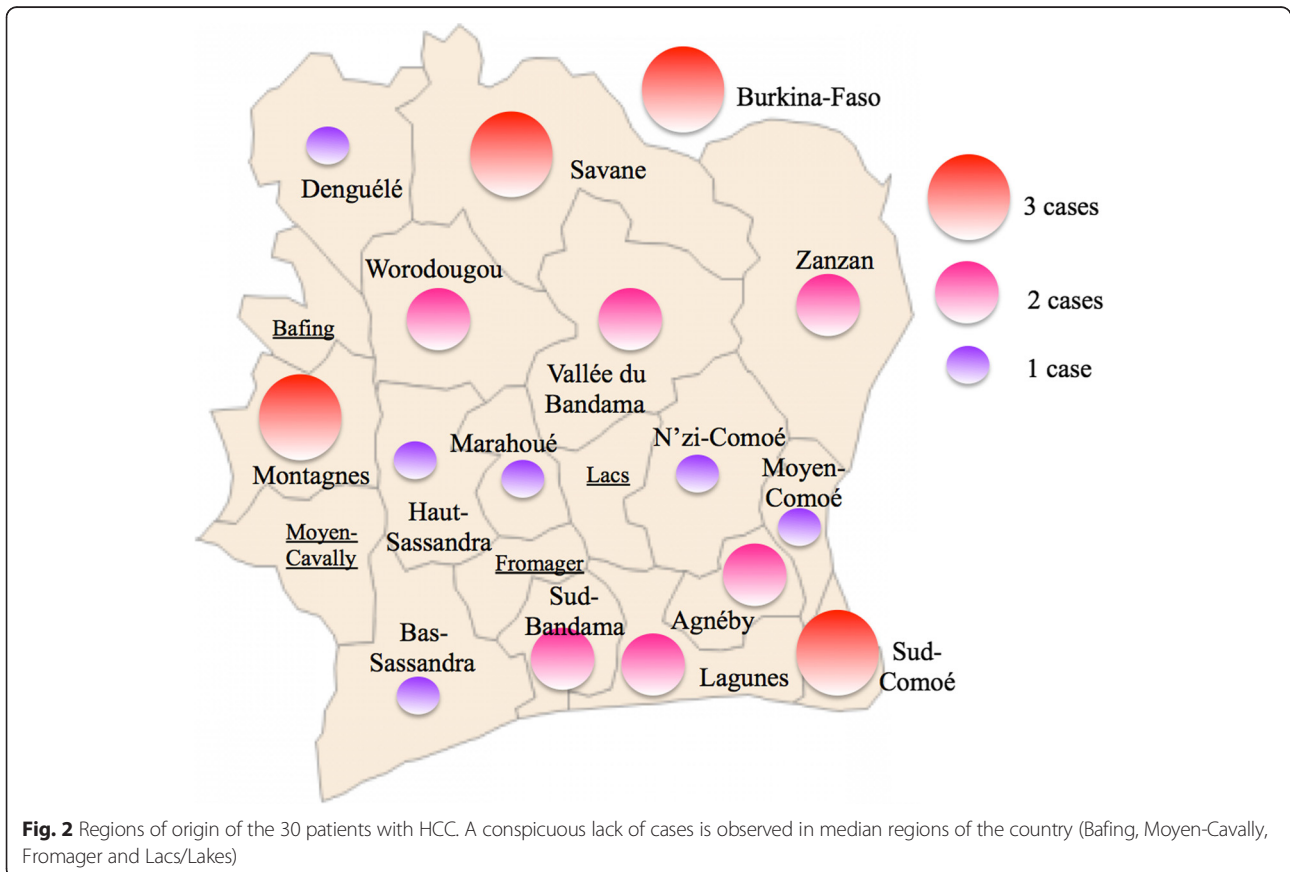 Burkina-Faso
Savane
Denguélé
3 cases
Zanzan
Worodougou
2 cases
Bafing
1 case
Vallée du
Bandama
Marahoué
N'zi-Comoé
Moyen-
Comoé
Lacs
Montagnes
Haut-
Sassandra
Moyen-
Cavally
Fromager
Sud-
Bandama
Agnéby
Bas-
Sassandra
Lagunes
Sud-
Comoé
Fig. 2 Regions of origin of the 30 patients with HCC. A conspicuous lack of cases is observed in median regions of the country (Bafing, Moyen-Cavally,
Fromager and Lacs/Lakes)